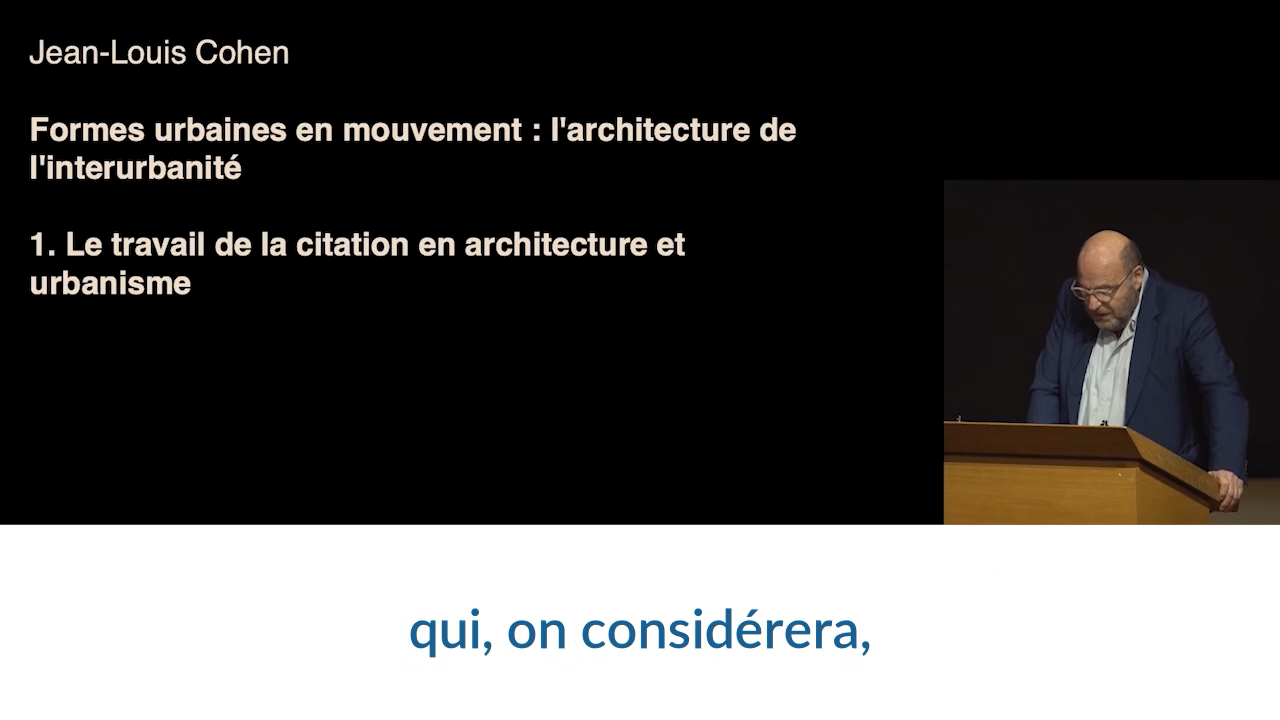 Jean-Louis Cohen
Formes urbaines en mouvement : l'architecture de
l'interurbanité
1. Le travail de la citation en architecture et
urbanisme
qui, on considérera,